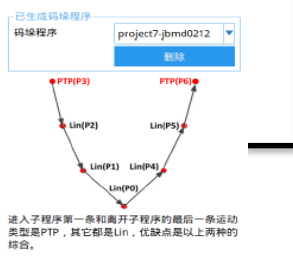 已生成码垛程序
码垛程序
project7-jbmd0212
删除
PTP(P3)
PTP(P6)
Lin(P2)
Lin(P5)
Lin(P1)
Lin(P4)
Lin(P0)
进入子程序第一条和离开子程序的最后一条运动
类型是PTP，其它都是Lin，优缺点是以上两种的
综合。